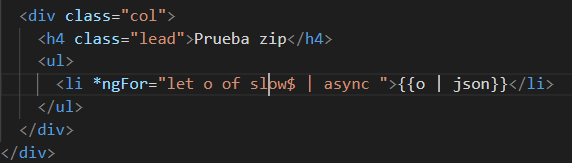 <div class="col">
<h4 class="lead">Prueba zip</h4>
<ul>
<li *ngFor="let o of slow$ | async ">{{o | json}}</li>
</ul>
</div>
</div>